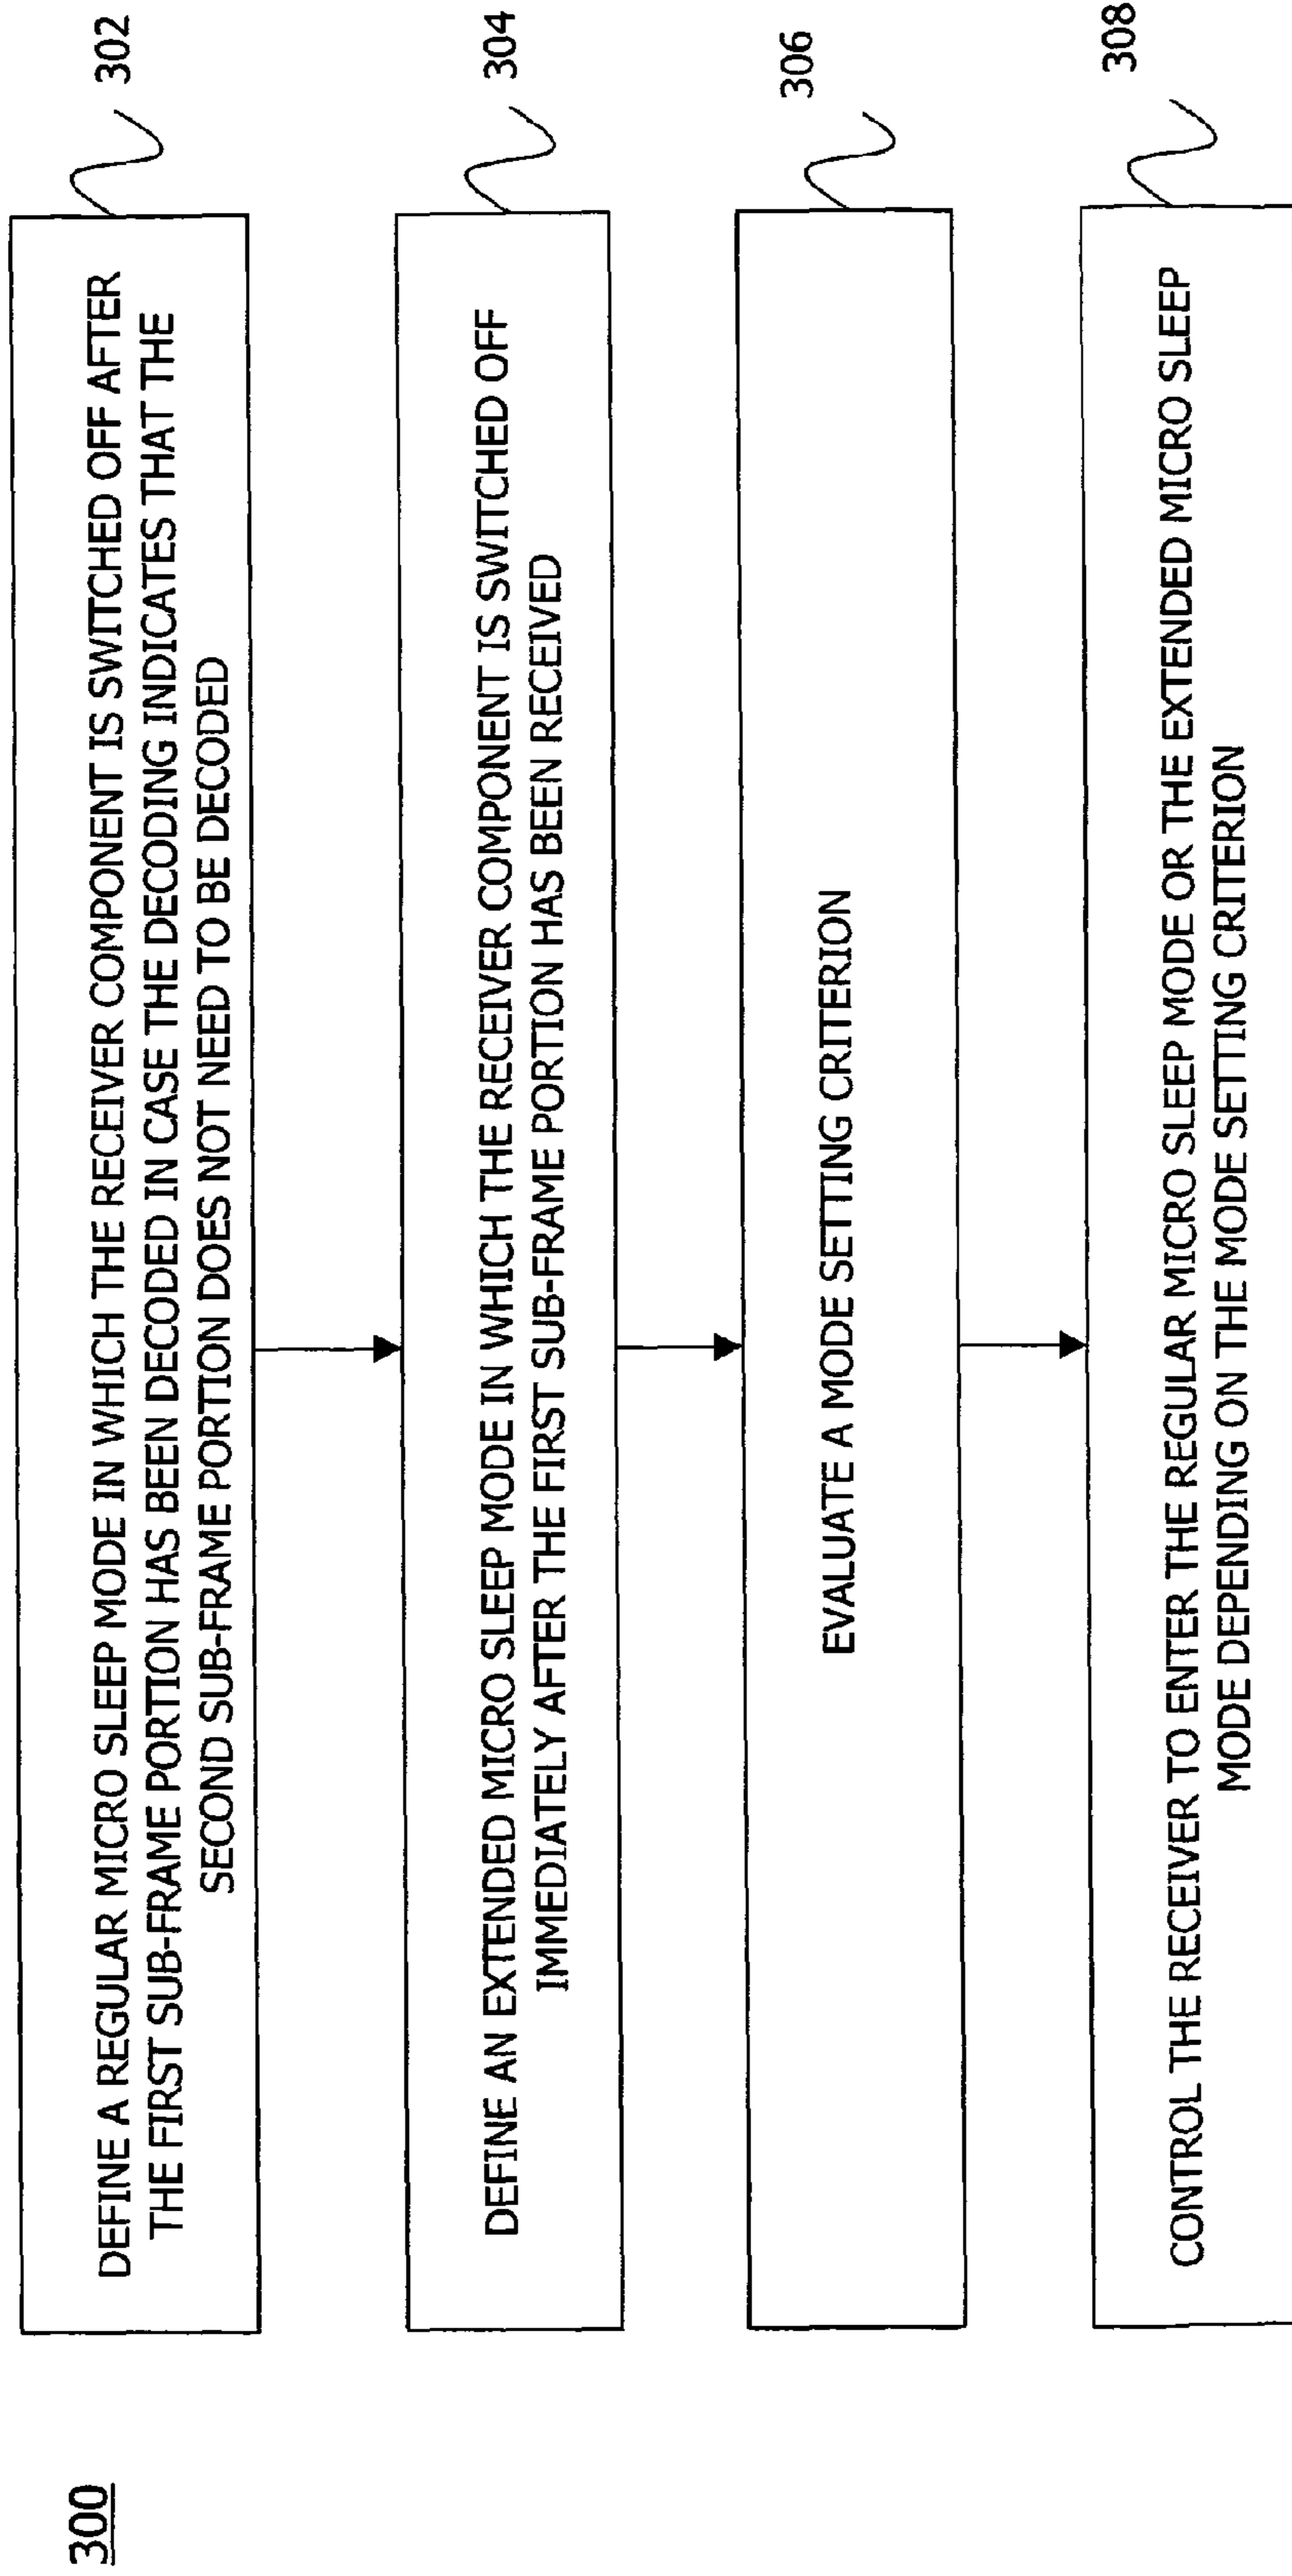 300
DEFINE A REGULAR MICRO SLEEP MODE IN WHICH THE RECEIVER COMPONENT IS SWITCHED OFF AFTER
THE FIRST SUB-FRAME PORTION HAS BEEN DECODED IN CASE THE DECODING INDICATES THAT THE
SECOND SUB-FRAME PORTION DOES NOT NEED TO BE DECODED
302
DEFINE AN EXTENDED MICRO SLEEP MODE IN WHICH THE RECEIVER COMPONENT IS SWITCHED OFF
IMMEDIATELY AFTER THE FIRST SUB-FRAME PORTION HAS BEEN RECEIVED
304
EVALUATE A MODE SETTING CRITERION
306
CONTROL THE RECEIVER TO ENTER THE REGULAR MICRO SLEEP MODE OR THE EXTENDED MICRO SLEEP
MODE DEPENDING ON THE MODE SETTING CRITERION
308